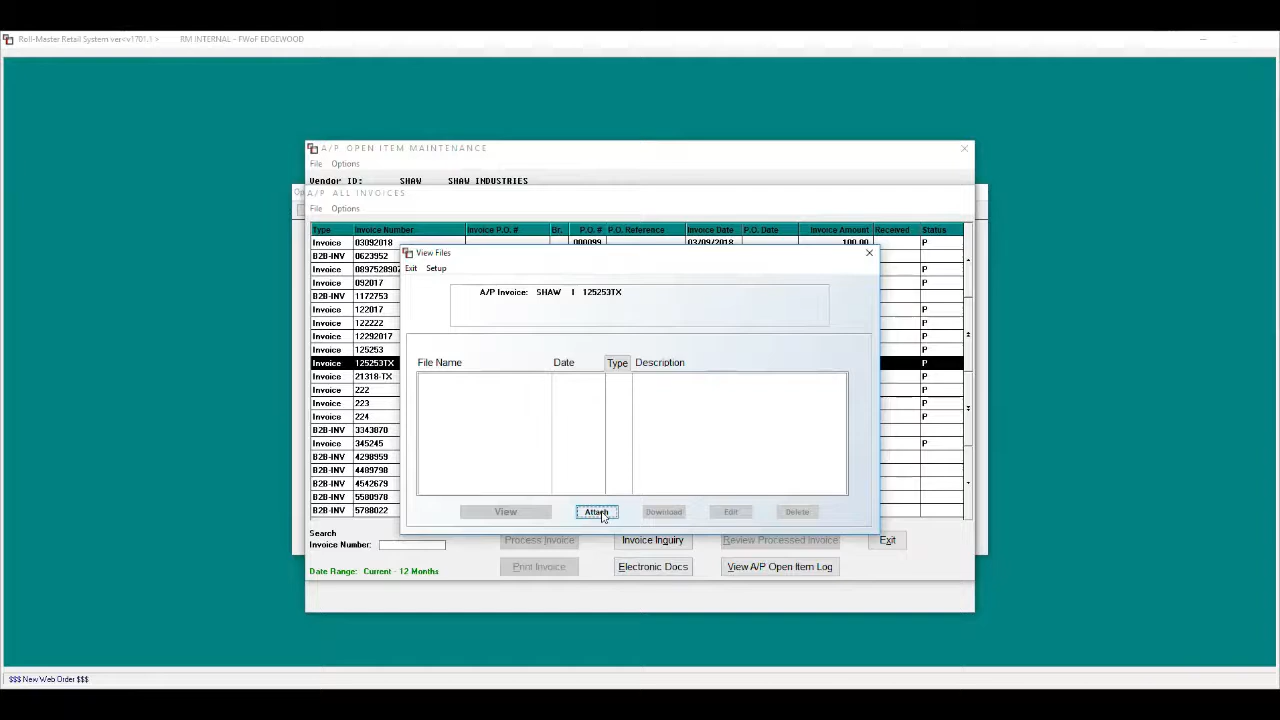 Roll-Master Retail System ver<v1701.1 > RM INTERNAL - FWoF EDGEWOOD
A/P OPEN ITEM MAINTENANCE
File Options
Vendor ID: SHAW SHAW INDUSTRIES
A/P ALL INVOICES
File Options
Type Invoice Number Invoice P.O. # Br. P.O. # P.O. Reference Invoice Date P.O. Date Invoice Amount Received Status
Invoice 03092018 000099 03/09/2018 100.00 P
B2B-INV 0623952
Invoice 089752890 P
Invoice 092017 P
B2B-INV 1172753
Invoice 122017 P
Invoice 122222 P
Invoice 12292017 P
Invoice 125253 P
Invoice 125253TX P
Invoice 21318-TX P
Invoice 222 P
Invoice 223 P
Invoice 224 P
B2B-INV 3343870
Invoice 345245 P
B2B-INV 4298959
B2B-INV 4489798
B2B-INV 4542679
B2B-INV 5580978
B2B-INV 5788022
View Files
Exit Setup
A/P Invoice: SHAW I 125253TX
File Name Date Type Description
View Attach Download Edit Delete
Search
Invoice Number:
Process Invoice Invoice Inquiry Review Processed Invoice Exit
Print Invoice Electronic Docs View A/P Open Item Log
Date Range: Current - 12 Months
$$$ New Web Order $$$